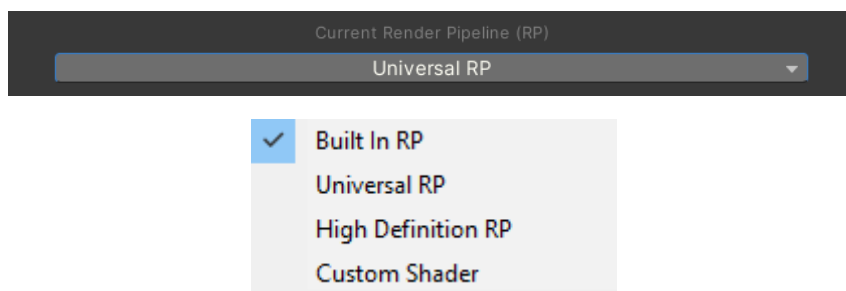 Current Render Pipeline (RP)
Universal RP
Built In RP
Universal RP
High Definition RP
Custom Shader